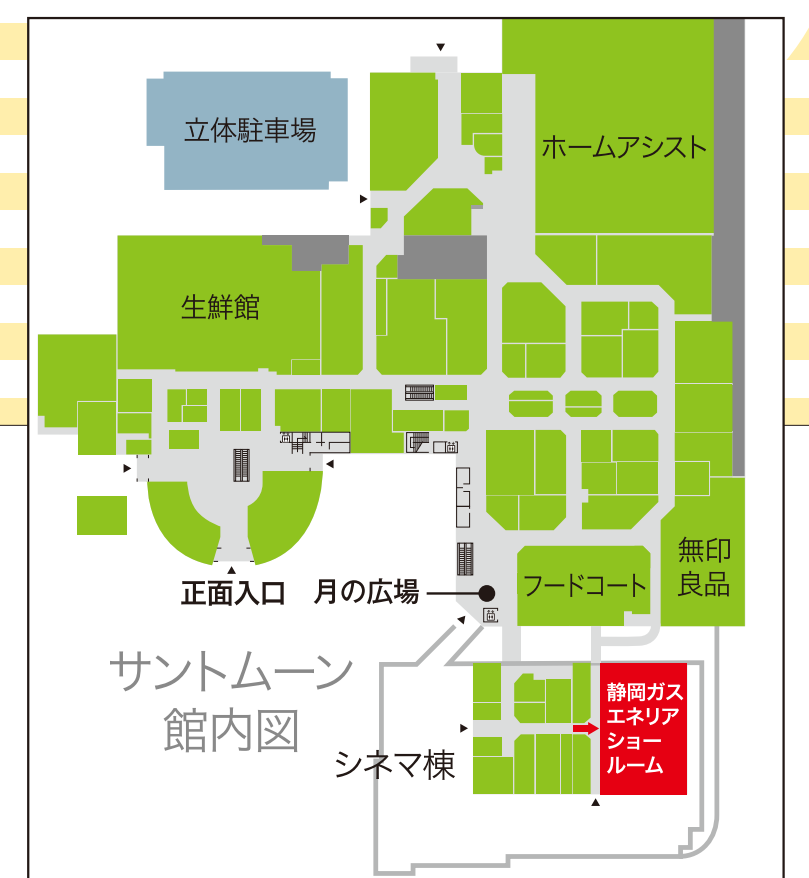 立体駐車場
ホームアシスト
生鮮館
無印
良品
フードコート
正面入口
月の広場
サントムーン
館内図
シネマ棟
静岡ガス
エネリア
ショー
ルーム